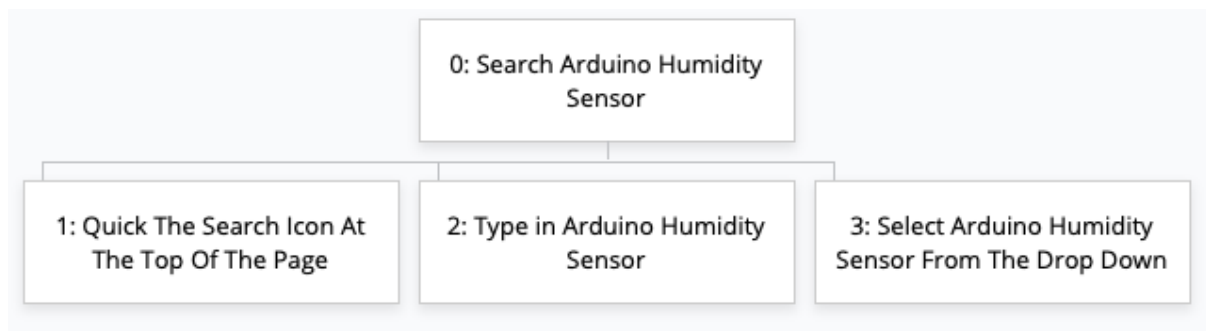 0: Search Arduino Humidity
Sensor
1: Quick The Search Icon At
The Top Of The Page
2: Type in Arduino Humidity
Sensor
3: Select Arduino Humidity
Sensor From The Drop Down